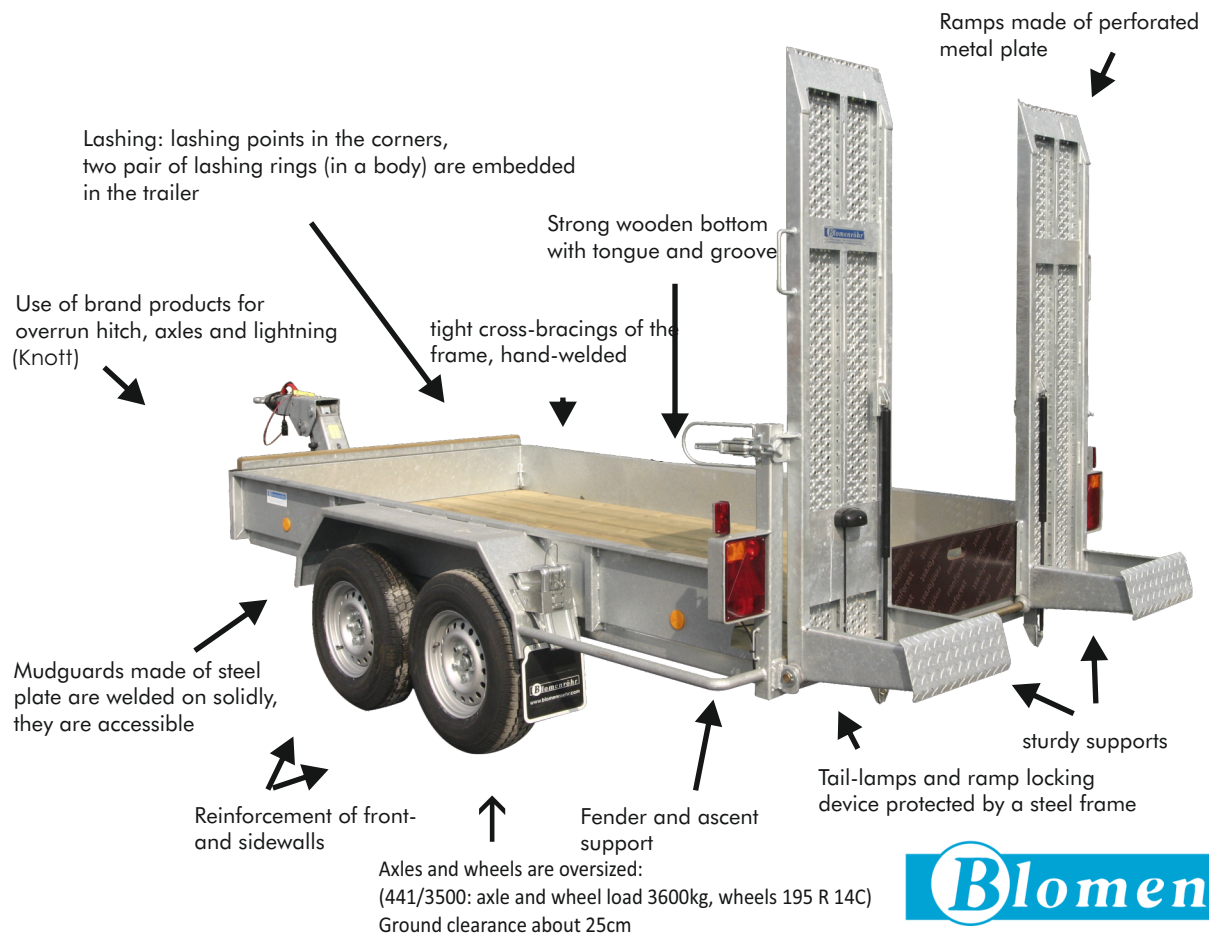 Ramps made of perforated
metal plate
Lashing: lashing points in the corners,
two pair of lashing rings (in a body) are embedded
in the trailer
Strong wooden bottom
with tongue and groove
Use of brand products for
overrun hitch, axles and lightning
(Knott)
tight cross-bracings of the
frame, hand-welded
Blomenröhr
Mudguards made of steel
plate are welded on solidly,
they are accessible
Blomenröhr
www.blomenroehr.com
sturdy supports
Tail-lamps and ramp locking
device protected by a steel frame
Reinforcement of front-
and sidewalls
Fender and ascent
support
Axles and wheels are oversized:
(441/3500: axle and wheel load 3600kg, wheels 195 R 14C)
Ground clearance about 25cm
Blomen